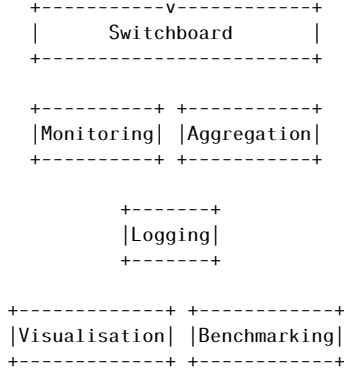 +-----------v------------+
| Switchboard |
+------------------------+
+----------+ +-----------+
|Monitoring| |Aggregation|
+----------+ +-----------+
+-------+
|Logging|
+-------+
+-------------+ +------------+
|Visualisation| |Benchmarking|
+-------------+ +------------+